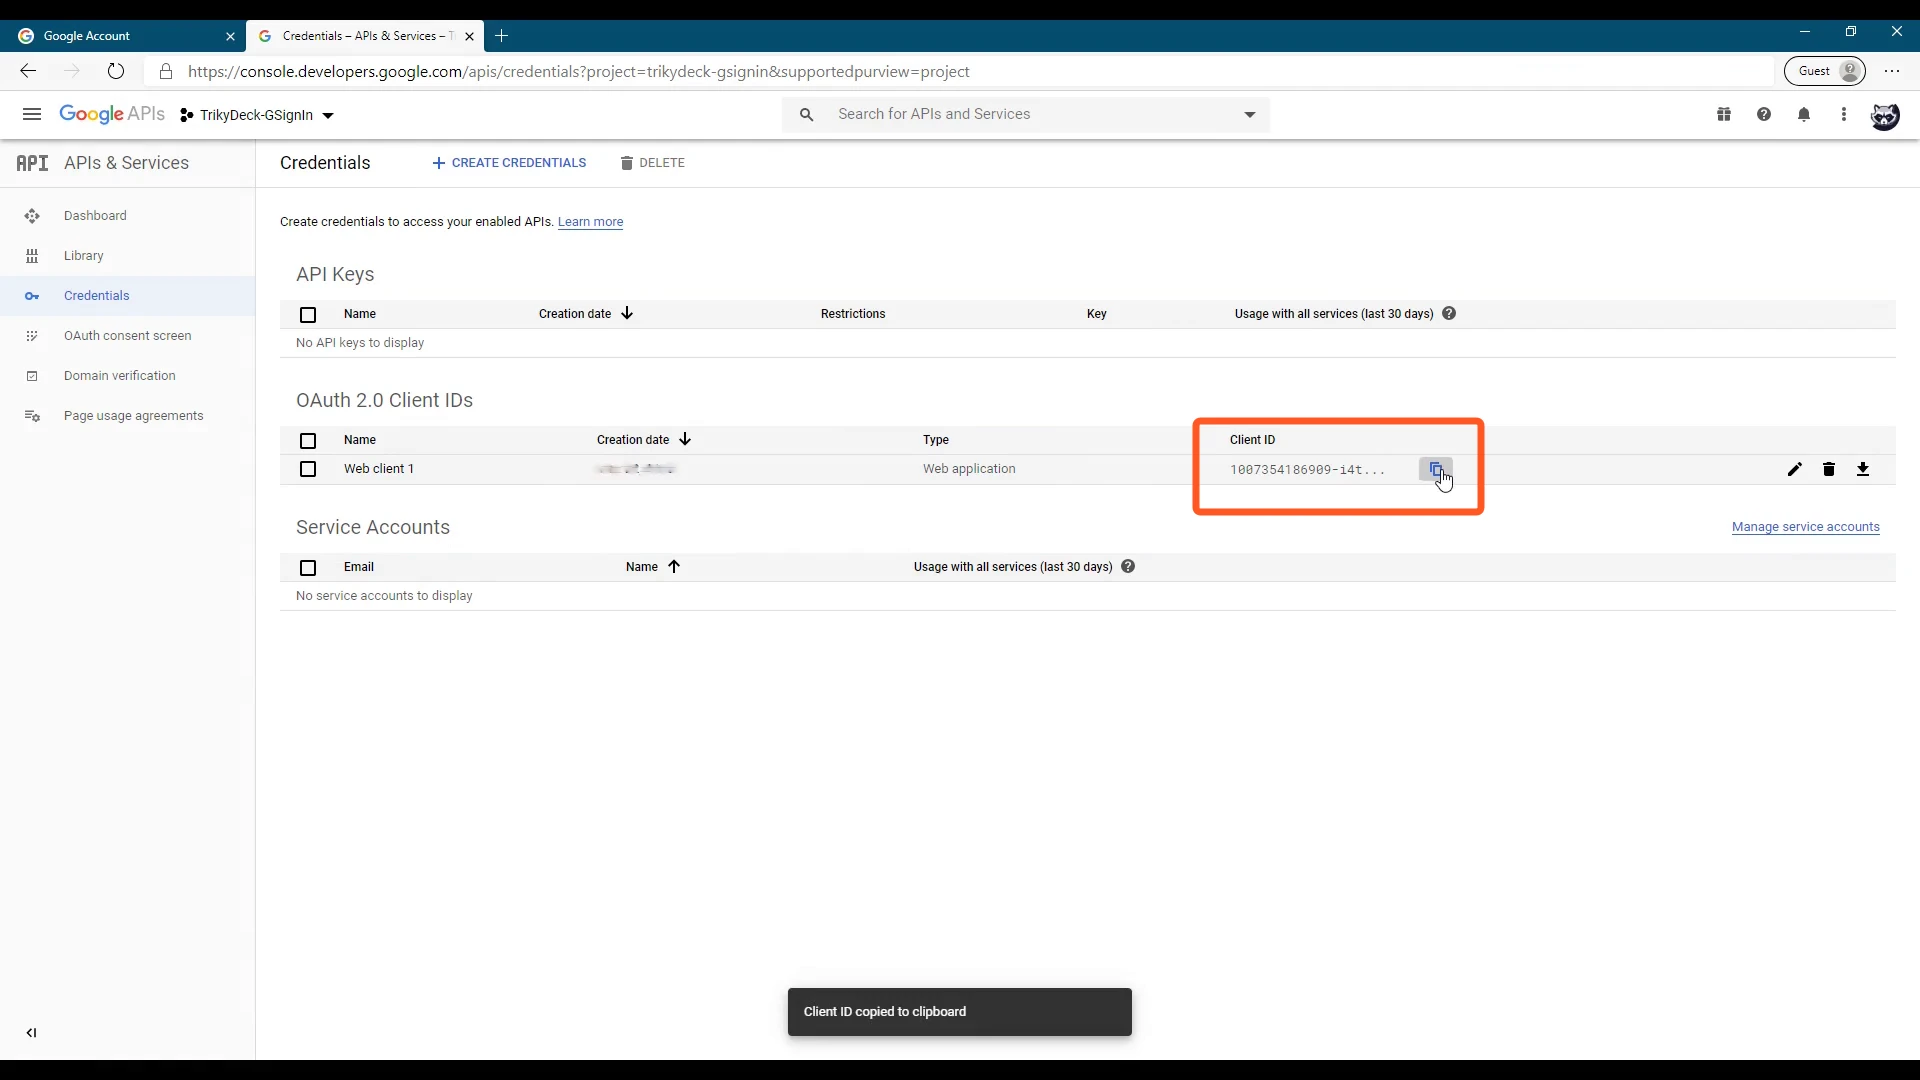 Google Account
Credentials – APIs & Services –
https://console.developers.google.com/apis/credentials?project=trikydeck-gsignin&supportedpurview=project
Guest
Google APIs
TrikyDeck-GSignIn
Search for APIs and Services
API APIs & Services
Credentials
CREATE CREDENTIALS
DELETE
Dashboard
Library
Credentials
OAuth consent screen
Domain verification
Page usage agreements
Create credentials to access your enabled APIs. Learn more
API Keys
Name Creation date Restrictions Key Usage with all services (last 30 days)
No API keys to display
OAuth 2.0 Client IDs
Name Creation date Type Client ID
Web client 1 Web application 1007354186909-i4t...
Service Accounts
Manage service accounts
Email Name Usage with all services (last 30 days)
No service accounts to display
Client ID copied to clipboard